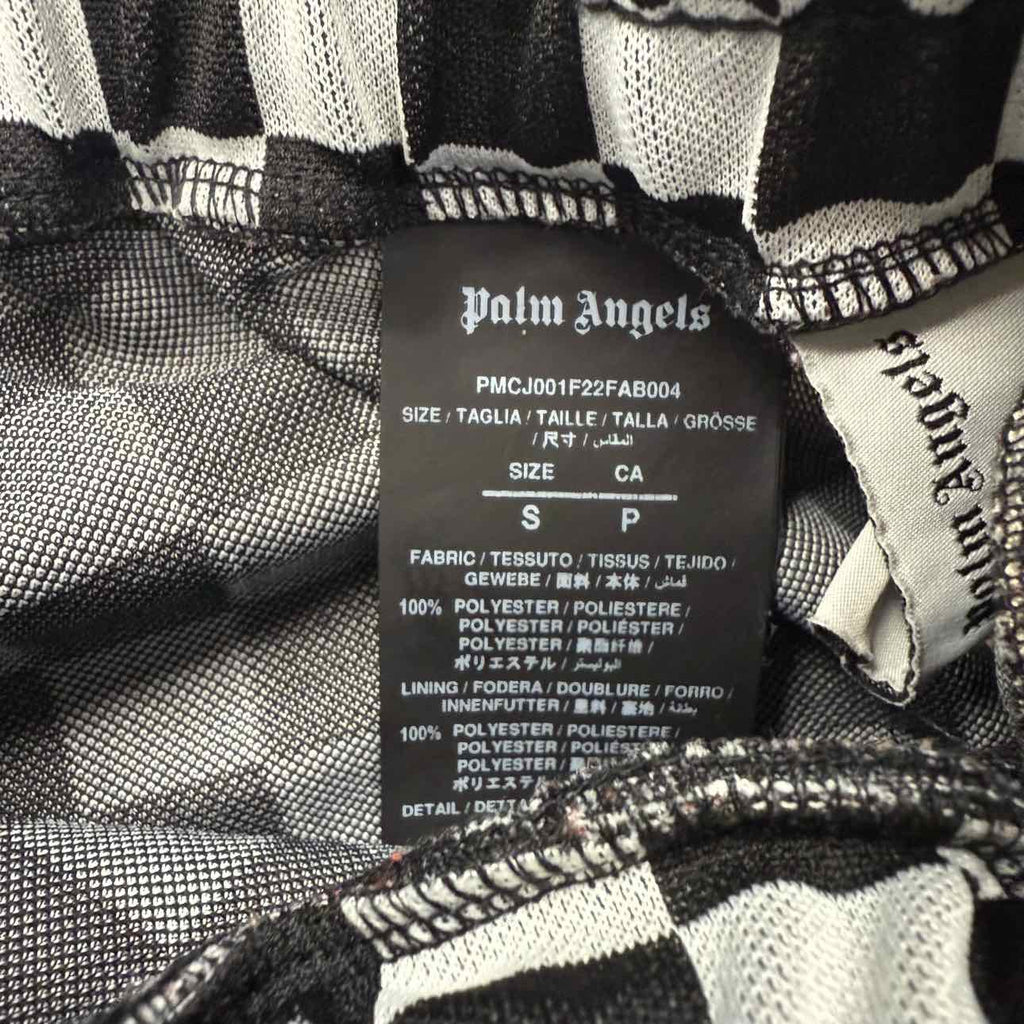 Palm Angels
PMCJ001F22FAB004
SIZE / TAGLIA / TAILLE / TALLA / GRÖSSE
/ 尺寸 / المقاس
SIZE CA
S P
FABRIC / TESSUTO / TISSUS / TEJIDO /
GEWEBE / 面料 / 本体 / قماش
100% POLYESTER / POLIESTERE /
POLYESTER / POLIÉSTER /
POLYESTER / 聚酯纤维 /
ポリエステル / البوليستر
LINING / FODERA / DOUBLURE / FORRO /
INNENFUTTER / 里料 / 裏地 / بطانة
100% POLYESTER / POLIESTERE /
POLYESTER /
POLYESTER /
ポリエステル
DETAIL /
Palm Angels